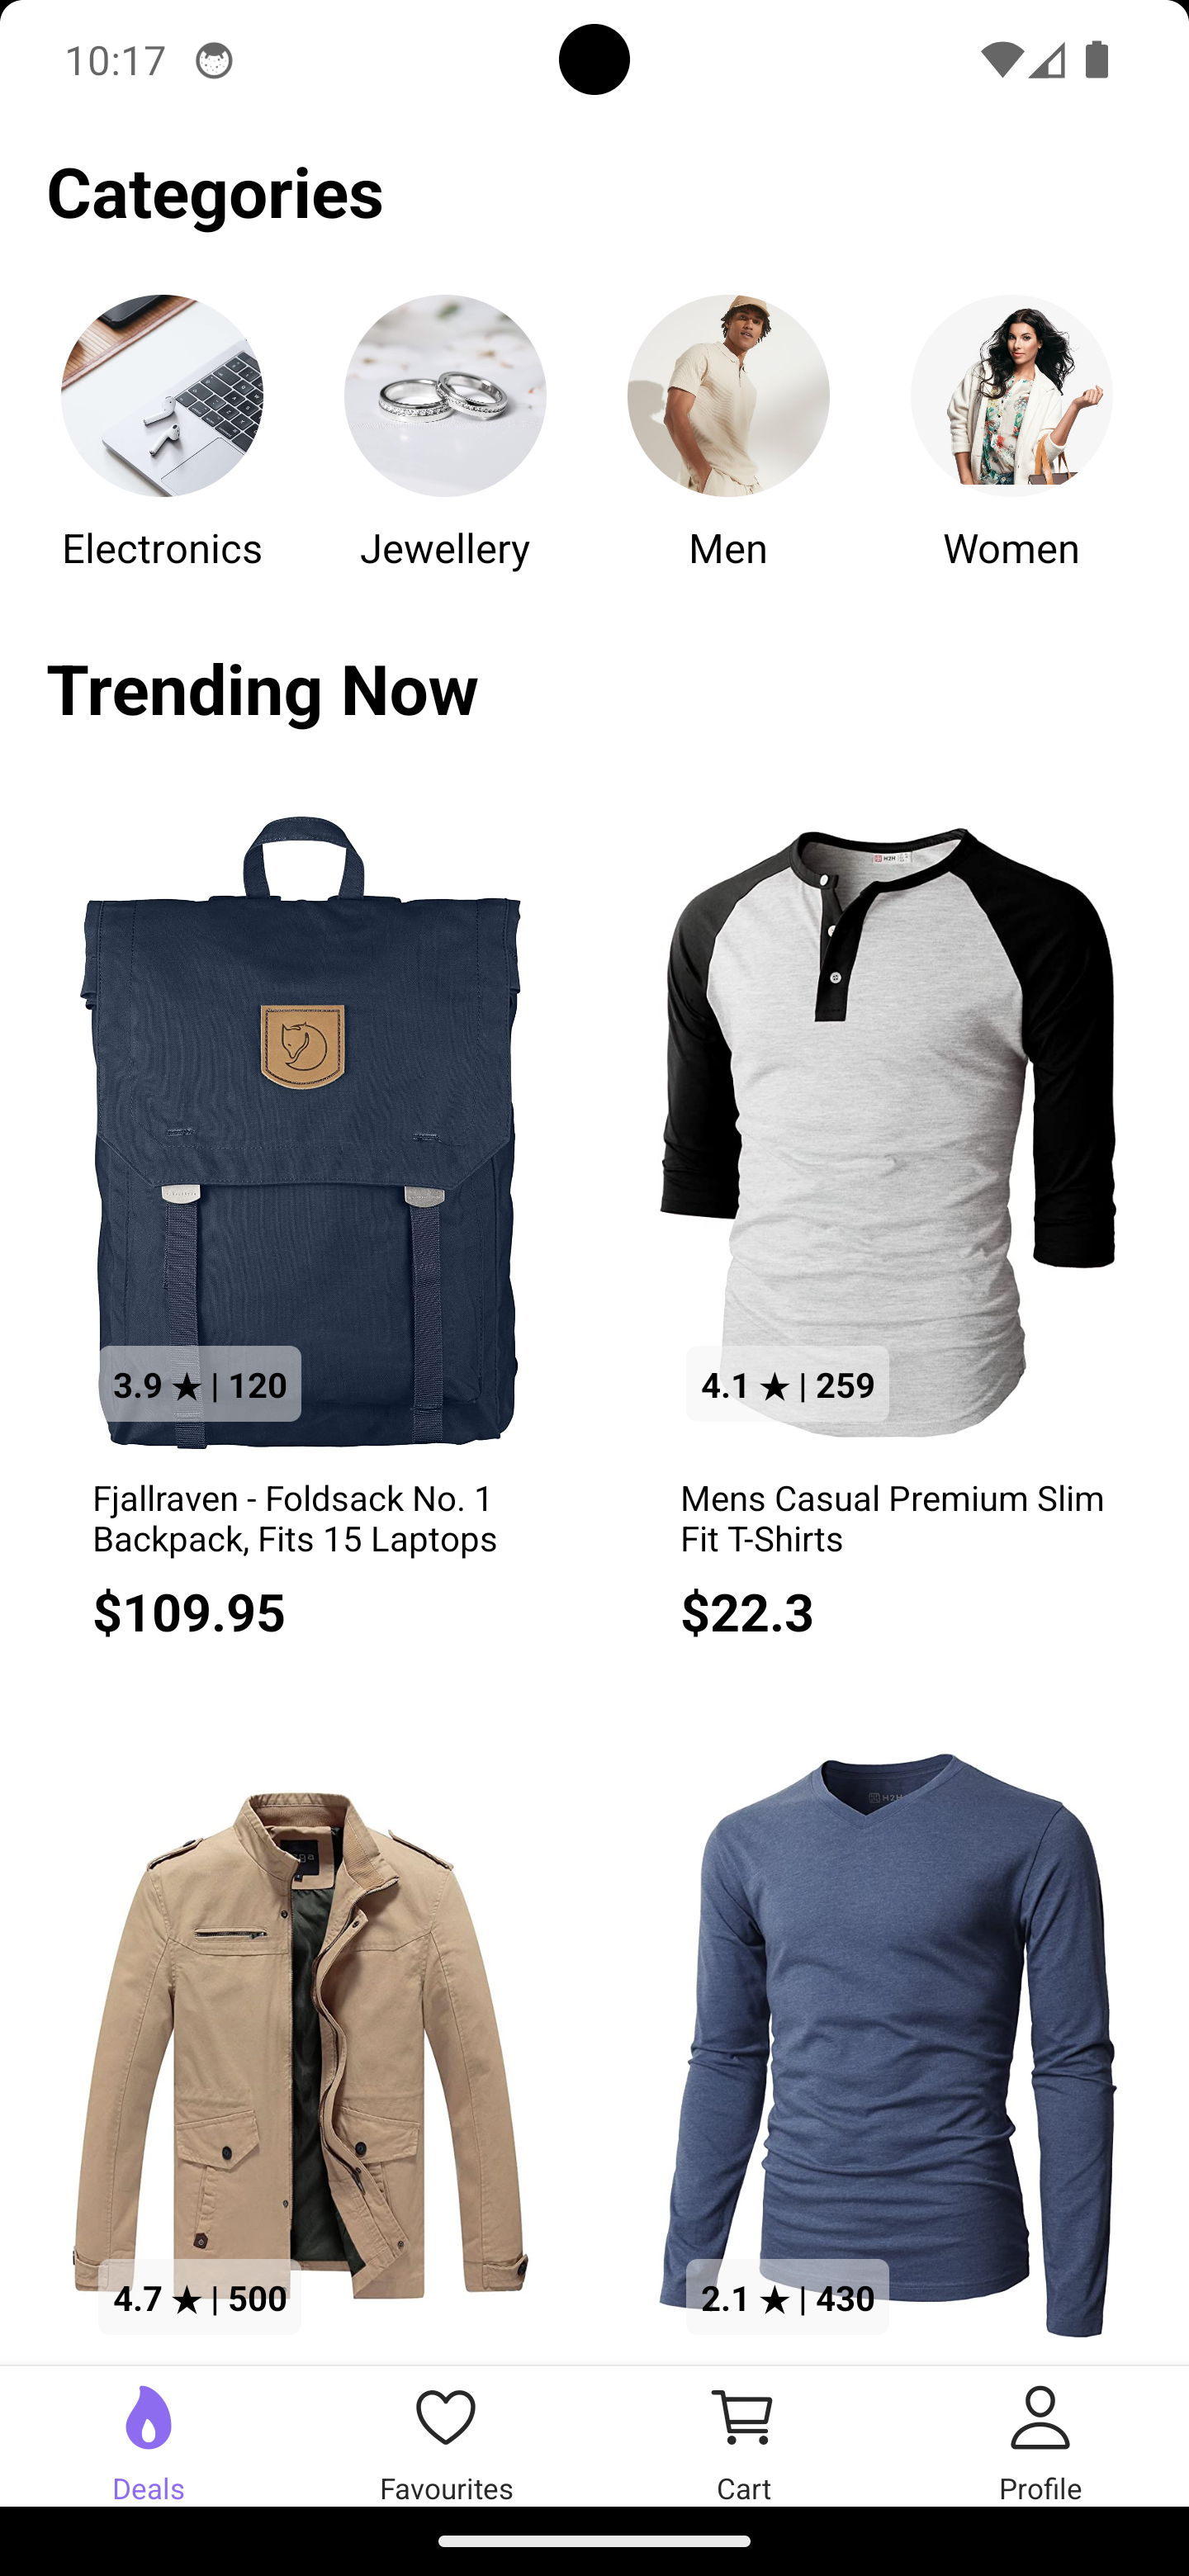 10:17
Categories
Electronics
Jewellery
Men
Women
Trending Now
3.9 ★ | 120
4.1 ★ | 259
Fjallraven - Foldsack No. 1
Backpack, Fits 15 Laptops
$109.95
Mens Casual Premium Slim
Fit T-Shirts
$22.3
4.7 ★ | 500
2.1 ★ | 430
Deals
Favourites
Cart
Profile